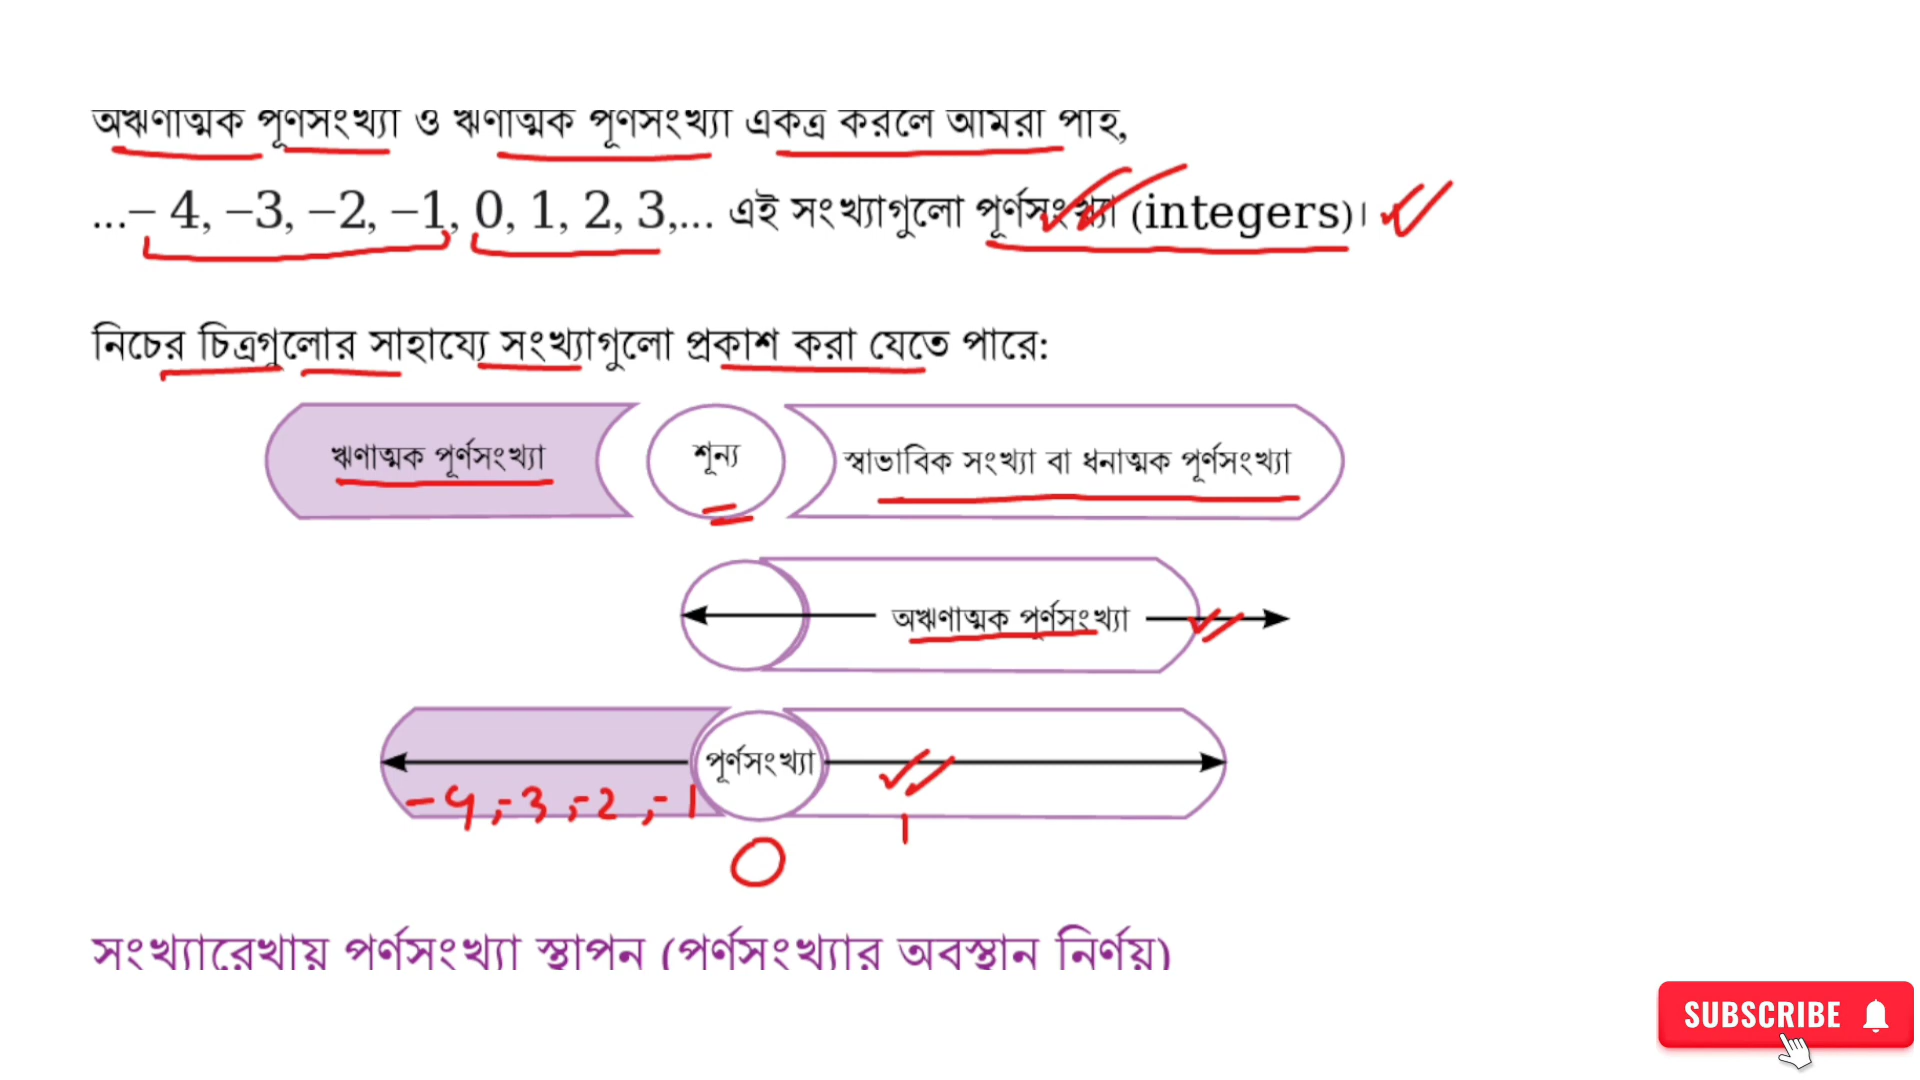 অঋণাত্মক পূর্ণসংখ্যা ও ঋণাত্মক পূর্ণসংখ্যা একত্র করলে আমরা পাই,
...– 4, –3, –2, –1, 0, 1, 2, 3,... এই সংখ্যাগুলো পূর্ণসংখ্যা (integers)।
নিচের চিত্রগুলোর সাহায্যে সংখ্যাগুলো প্রকাশ করা যেতে পারে:
ঋণাত্মক পূর্ণসংখ্যা
শূন্য
স্বাভাবিক সংখ্যা বা ধনাত্মক পূর্ণসংখ্যা
অঋণাত্মক পূর্ণসংখ্যা
পূর্ণসংখ্যা
-4, -3, -2, -1
0
1
সংখ্যারেখায় পূর্ণসংখ্যা স্থাপন (পূর্ণসংখ্যার অবস্থান নির্ণয়)
SUBSCRIBE